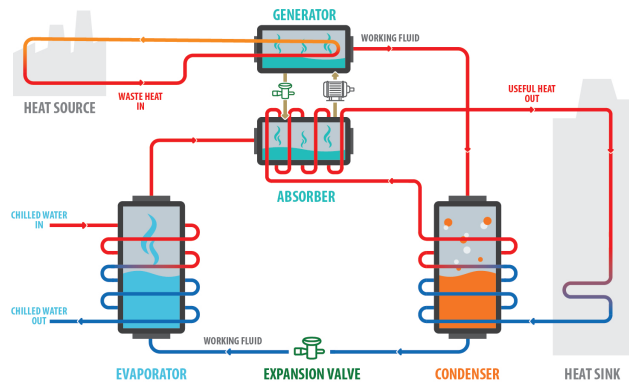 GENERATOR
WORKING FLUID
HEAT SOURCE
WASTE HEAT
IN
USEFUL HEAT
OUT
ABSORBER
CHILLED WATER
IN
CHILLED WATER
OUT
WORKING FLUID
EVAPORATOR
EXPANSION VALVE
CONDENSER
HEAT SINK